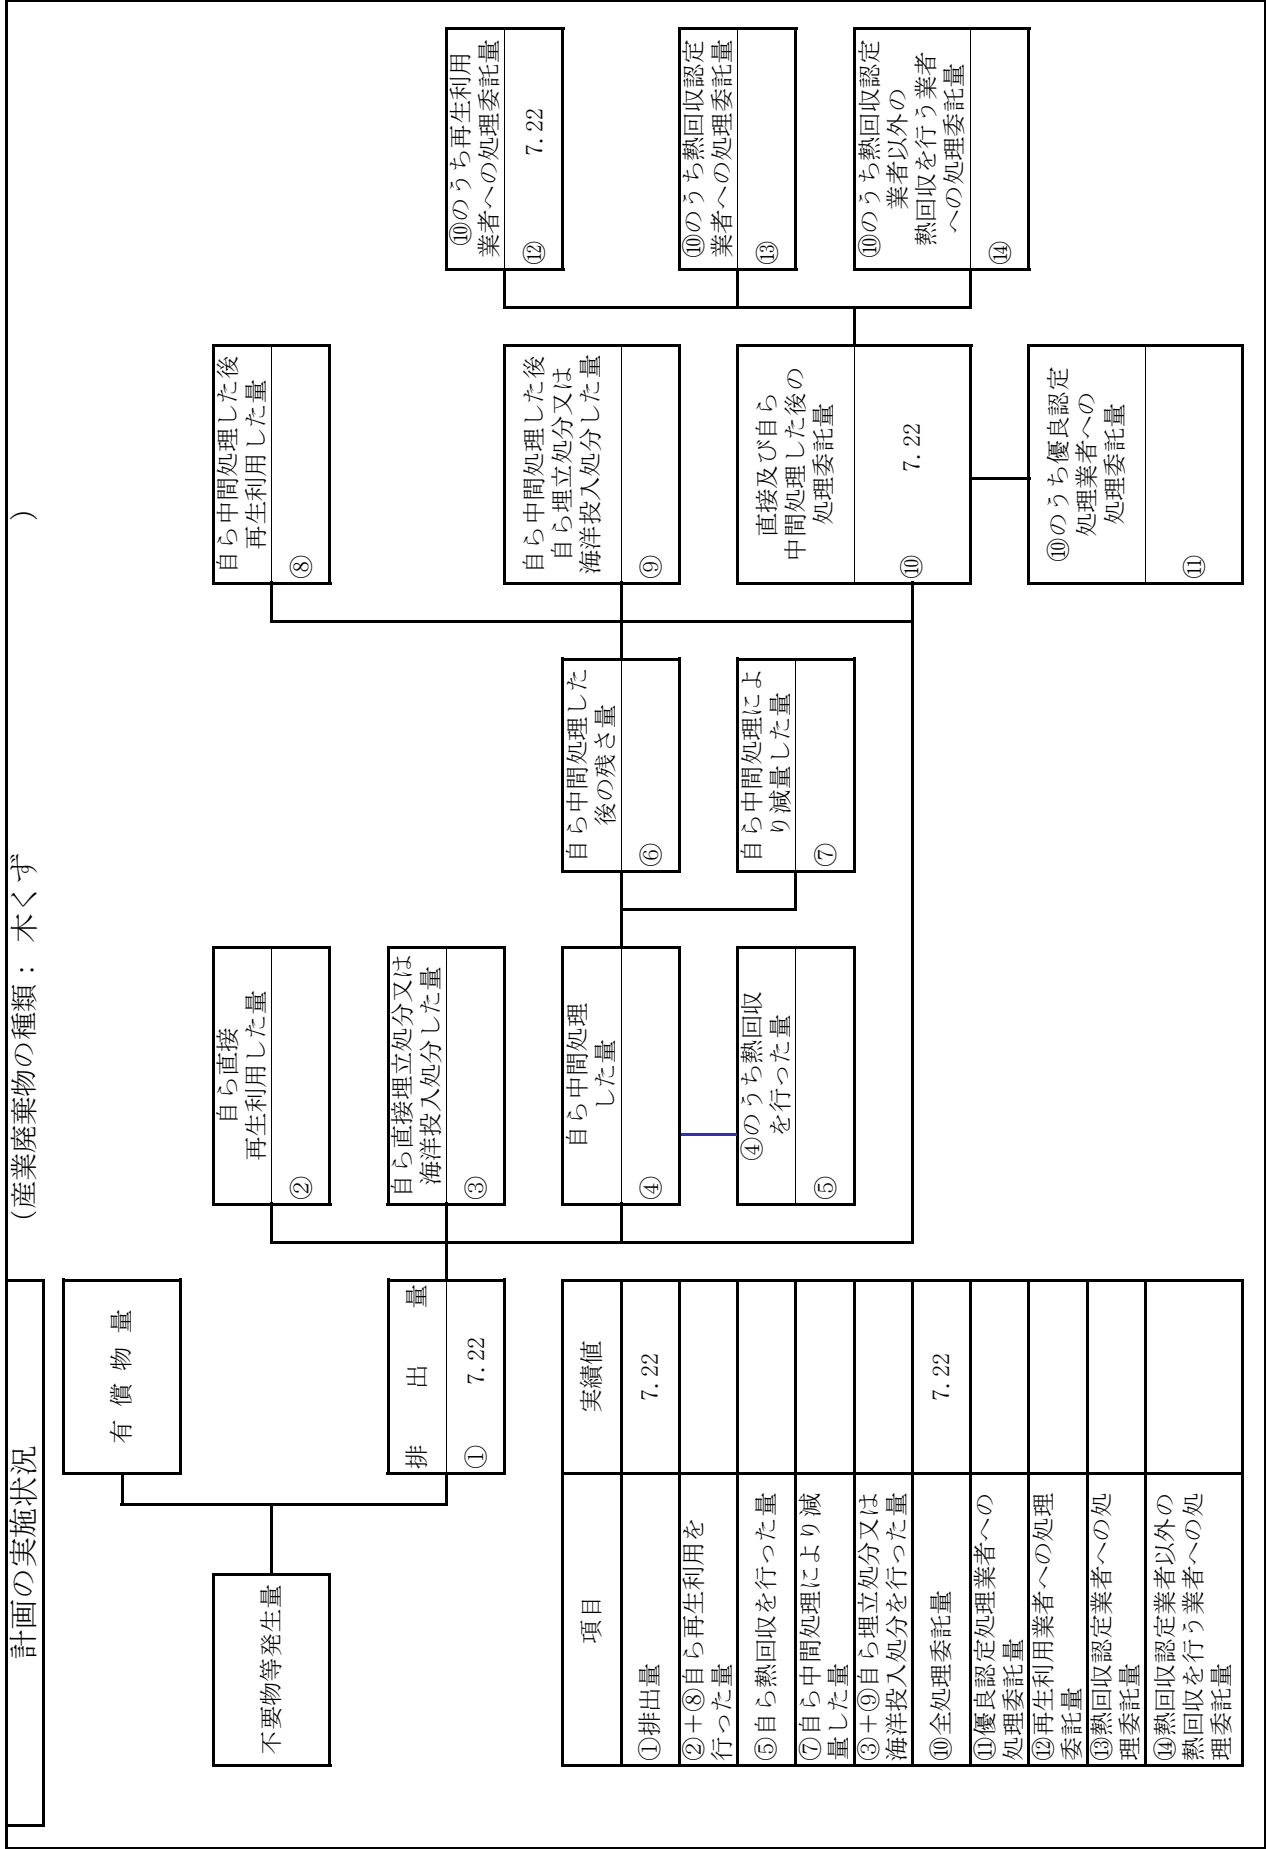 計画の実施状況
（産業廃棄物の種類： 木くず ）
不要物等発生量
有 償 物 量
排 出 量
① 7.22
自ら直接
再生利用した量
②
自ら直接埋立処分又は
海洋投入処分した量
③
自ら中間処理
した量
④
④のうち熱回収
を行った量
⑤
自ら中間処理した
後の残さ量
⑥
自ら中間処理によ
り減量した量
⑦
自ら中間処理した後
再生利用した量
⑧
自ら中間処理した後
自ら埋立処分又は
海洋投入処分した量
⑨
直接及び自ら
中間処理した後の
処理委託量
⑩ 7.22
⑩のうち優良認定
処理業者への
処理委託量
⑪
⑩のうち再生利用
業者への処理委託量
⑫ 7.22
⑩のうち熱回収認定
業者への処理委託量
⑬
⑩のうち熱回収認定
業者以外の
熱回収を行う業者
への処理委託量
⑭
項目 実績値
①排出量 7.22
②＋⑧自ら再生利用を
行った量
⑤自ら熱回収を行った量
⑦自ら中間処理により減
量した量
③＋⑨自ら埋立処分又は
海洋投入処分を行った量
⑩全処理委託量 7.22
⑪優良認定処理業者への
処理委託量
⑫再生利用業者への処理
委託量
⑬熱回収認定業者への処
理委託量
⑭熱回収認定業者以外の
熱回収を行う業者への処
理委託量